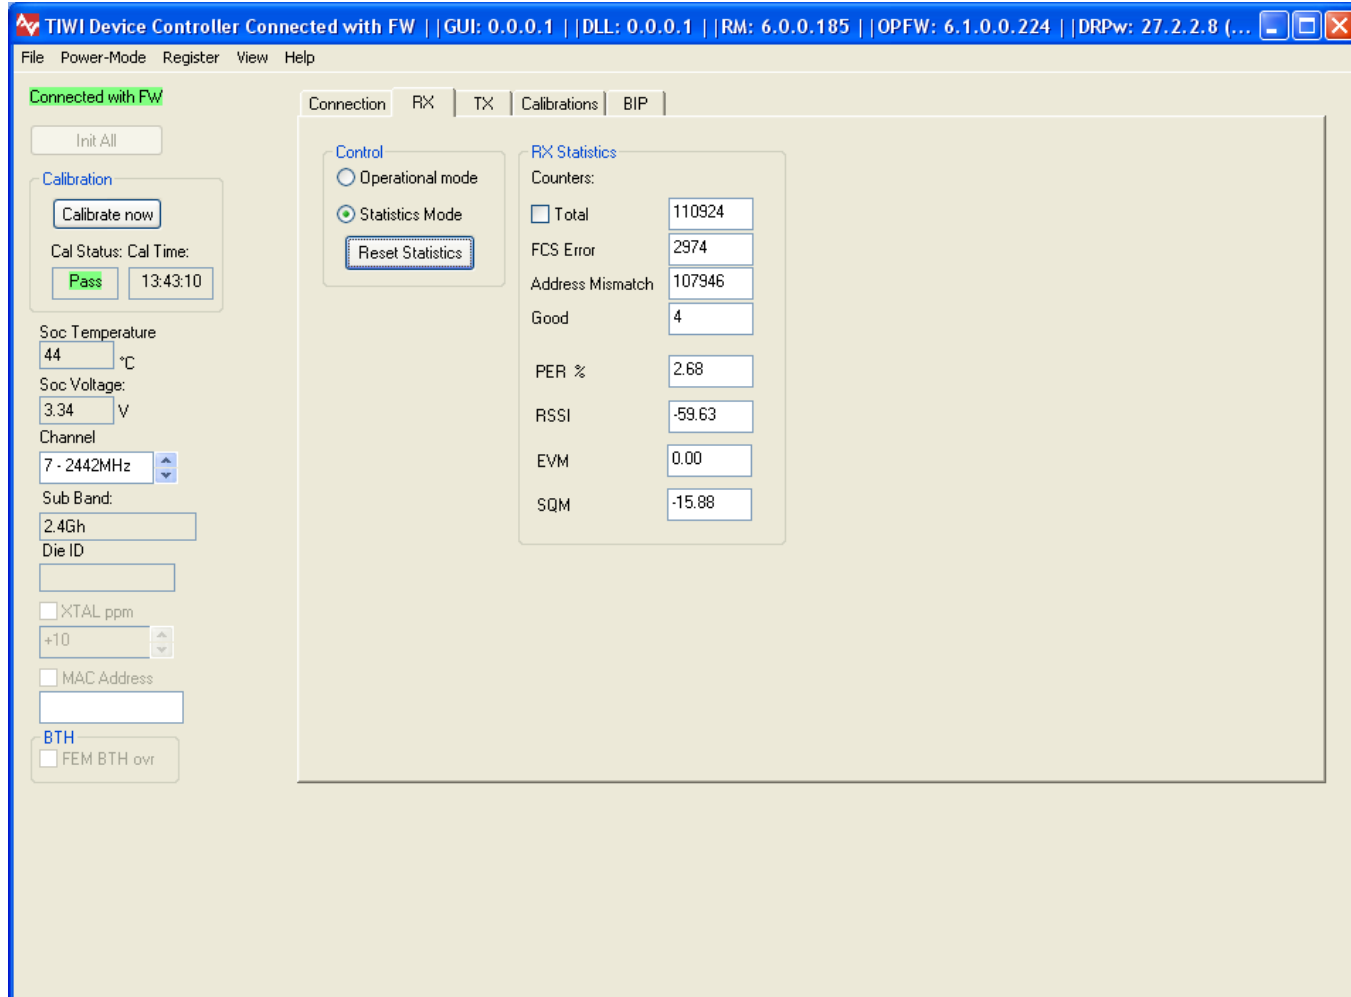 TIWI Device Controller Connected with FW ||GUI: 0.0.0.1 ||DLL: 0.0.0.1 ||RM: 6.0.0.185 ||OPFW: 6.1.0.0.224 ||DRPw: 27.2.2.8 (...
File Power-Mode Register View Help
Connected with FW
Init All
Calibration
Calibrate now
Cal Status: Cal Time:
Pass 13:43:10
Soc Temperature
44 °C
Soc Voltage:
3.34 V
Channel
7 - 2442MHz
Sub Band:
2.4Gh
Die ID
XTAL ppm
+10
MAC Address
BTH
FEM BTH ovr
Connection RX TX Calibrations BIP
Control
Operational mode
Statistics Mode
Reset Statistics
RX Statistics
Counters:
Total 110924
FCS Error 2974
Address Mismatch 107946
Good 4
PER % 2.68
RSSI -59.63
EVM 0.00
SQM -15.88